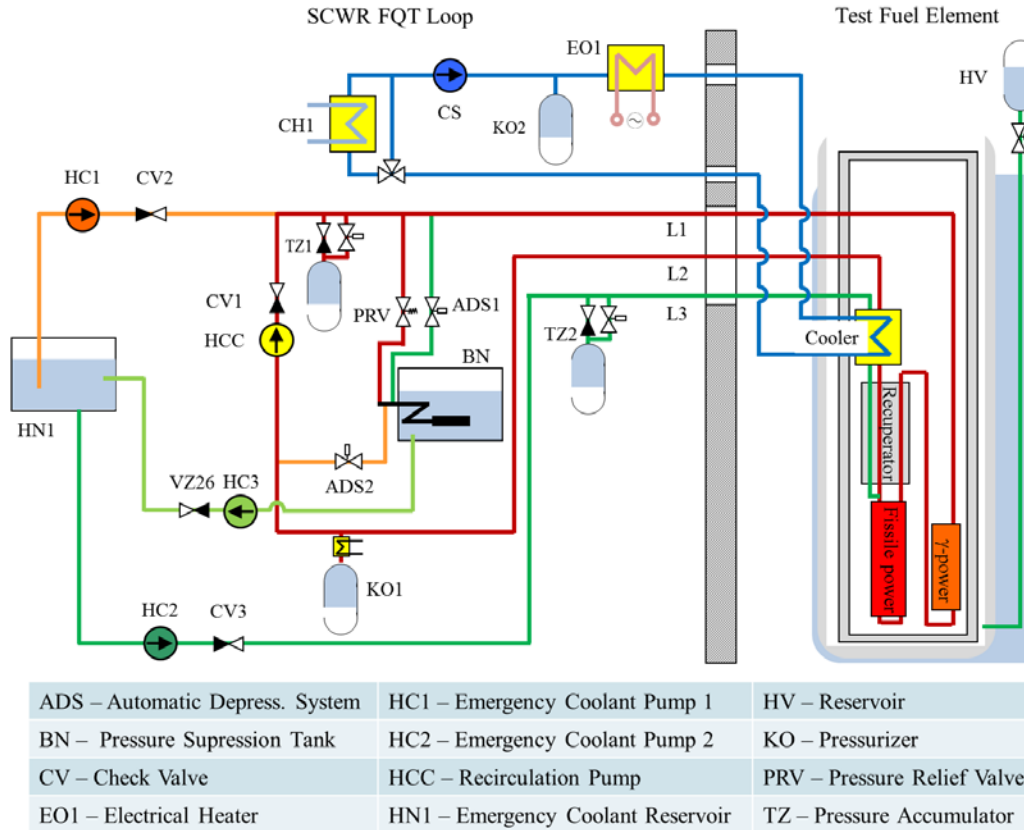 SCWR FQT Loop
Test Fuel Element
EO1
HV
CS
KO2
CH1
HC1
CV2
TZ1
L1
L2
CV1
PRV
ADS1
L3
HCC
TZ2
Cooler
BN
HN1
Recuperator
ADS2
VZ26
HC3
Fissile power
γ-power
KO1
HC2
CV3
ADS – Automatic Depress. System
HC1 – Emergency Coolant Pump 1
HV – Reservoir
BN – Pressure Supression Tank
HC2 – Emergency Coolant Pump 2
KO – Pressurizer
CV – Check Valve
HCC – Recirculation Pump
PRV – Pressure Relief Valve
EO1 – Electrical Heater
HN1 – Emergency Coolant Reservoir
TZ – Pressure Accumulator